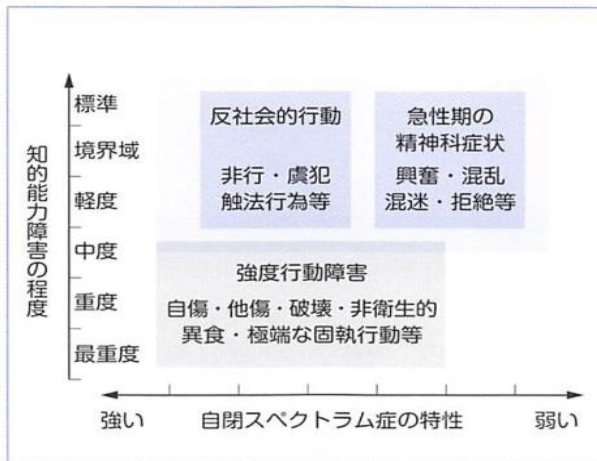 知的能力障害の程度
標準
境界域
軽度
中度
重度
最重度
反社会的行動
非行・虞犯
触法行為等
急性期の
精神科症状
興奮・混乱
混迷・拒絶等
強度行動障害
自傷・他傷・破壊・非衛生的
異食・極端な固執行動等
強い
自閉スペクトラム症の特性
弱い